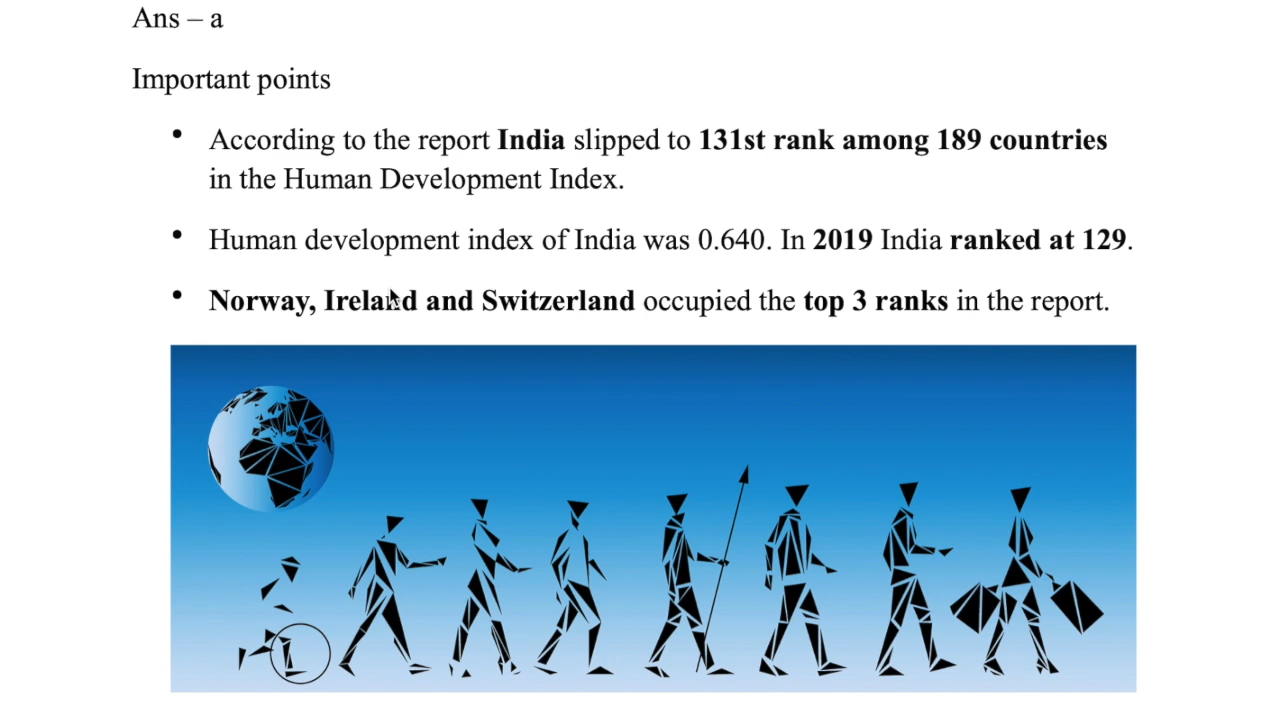 Ans – a
Important points
• According to the report India slipped to 131st rank among 189 countries
in the Human Development Index.
• Human development index of India was 0.640. In 2019 India ranked at 129.
• Norway, Ireland and Switzerland occupied the top 3 ranks in the report.